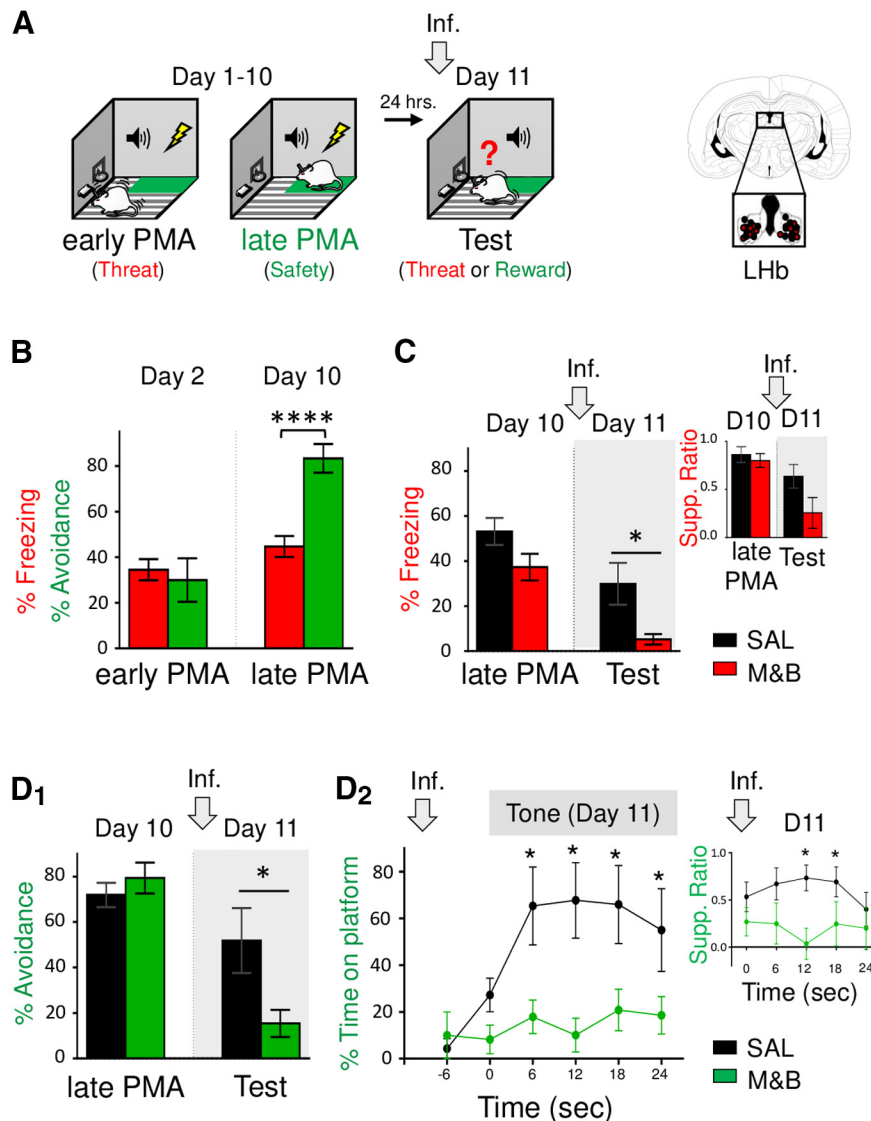 A
Inf.
Day 1-10
Day 11
24 hrs.
?
early PMA
late PMA
Test
(Threat)
(Safety)
(Threat or Reward)
LHb
B
Day 2
Day 10
****
% Freezing
% Avoidance
80
60
40
20
0
early PMA
late PMA
C
Inf.
Day 10
Day 11
% Freezing
80
60
40
20
0
*
late PMA
Test
Inf.
D10
D11
Supp. Ratio
1.0
0.5
0.0
late
PMA
Test
SAL
M&B
D1
Inf.
Day 10
Day 11
% Avoidance
80
60
40
20
0
*
late PMA
Test
D2
Inf.
Tone (Day 11)
% Time on platform
80
60
40
20
0
* * * *
-6 0 6 12 18 24
Time (sec)
Inf.
D11
Supp. Ratio
1.0
0.5
0.0
* *
0 6 12 18 24
Time (sec)
SAL
M&B